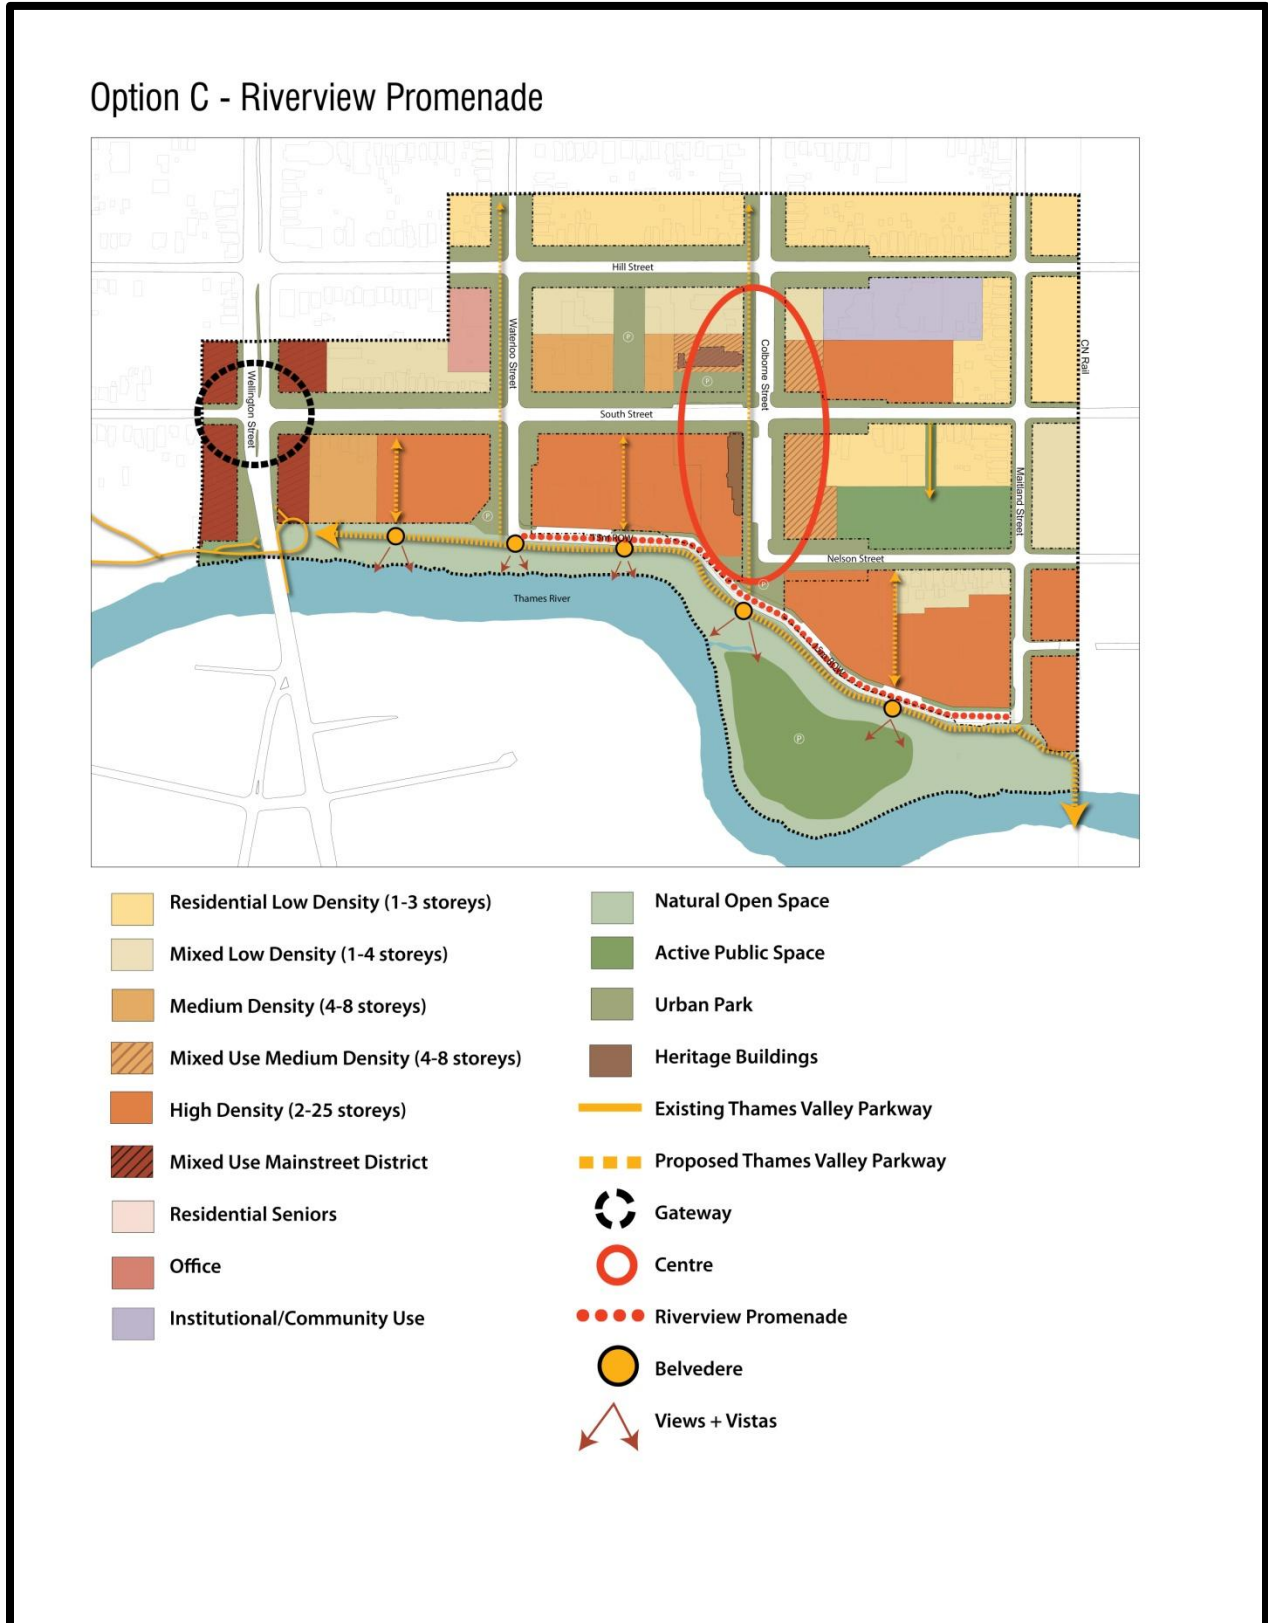 Option C - Riverview Promenade
Hill Street
Waterloo Street
Colborne Street
CN Rail
Wellington Street
South Street
Maitland Street
P
P
P
15m ROW
Nelson Street
P
Thames River
15m ROW
P
Residential Low Density (1-3 storeys)
Mixed Low Density (1-4 storeys)
Medium Density (4-8 storeys)
Mixed Use Medium Density (4-8 storeys)
High Density (2-25 storeys)
Mixed Use Mainstreet District
Residential Seniors
Office
Institutional/Community Use
Natural Open Space
Active Public Space
Urban Park
Heritage Buildings
Existing Thames Valley Parkway
Proposed Thames Valley Parkway
Gateway
Centre
Riverview Promenade
Belvedere
Views + Vistas